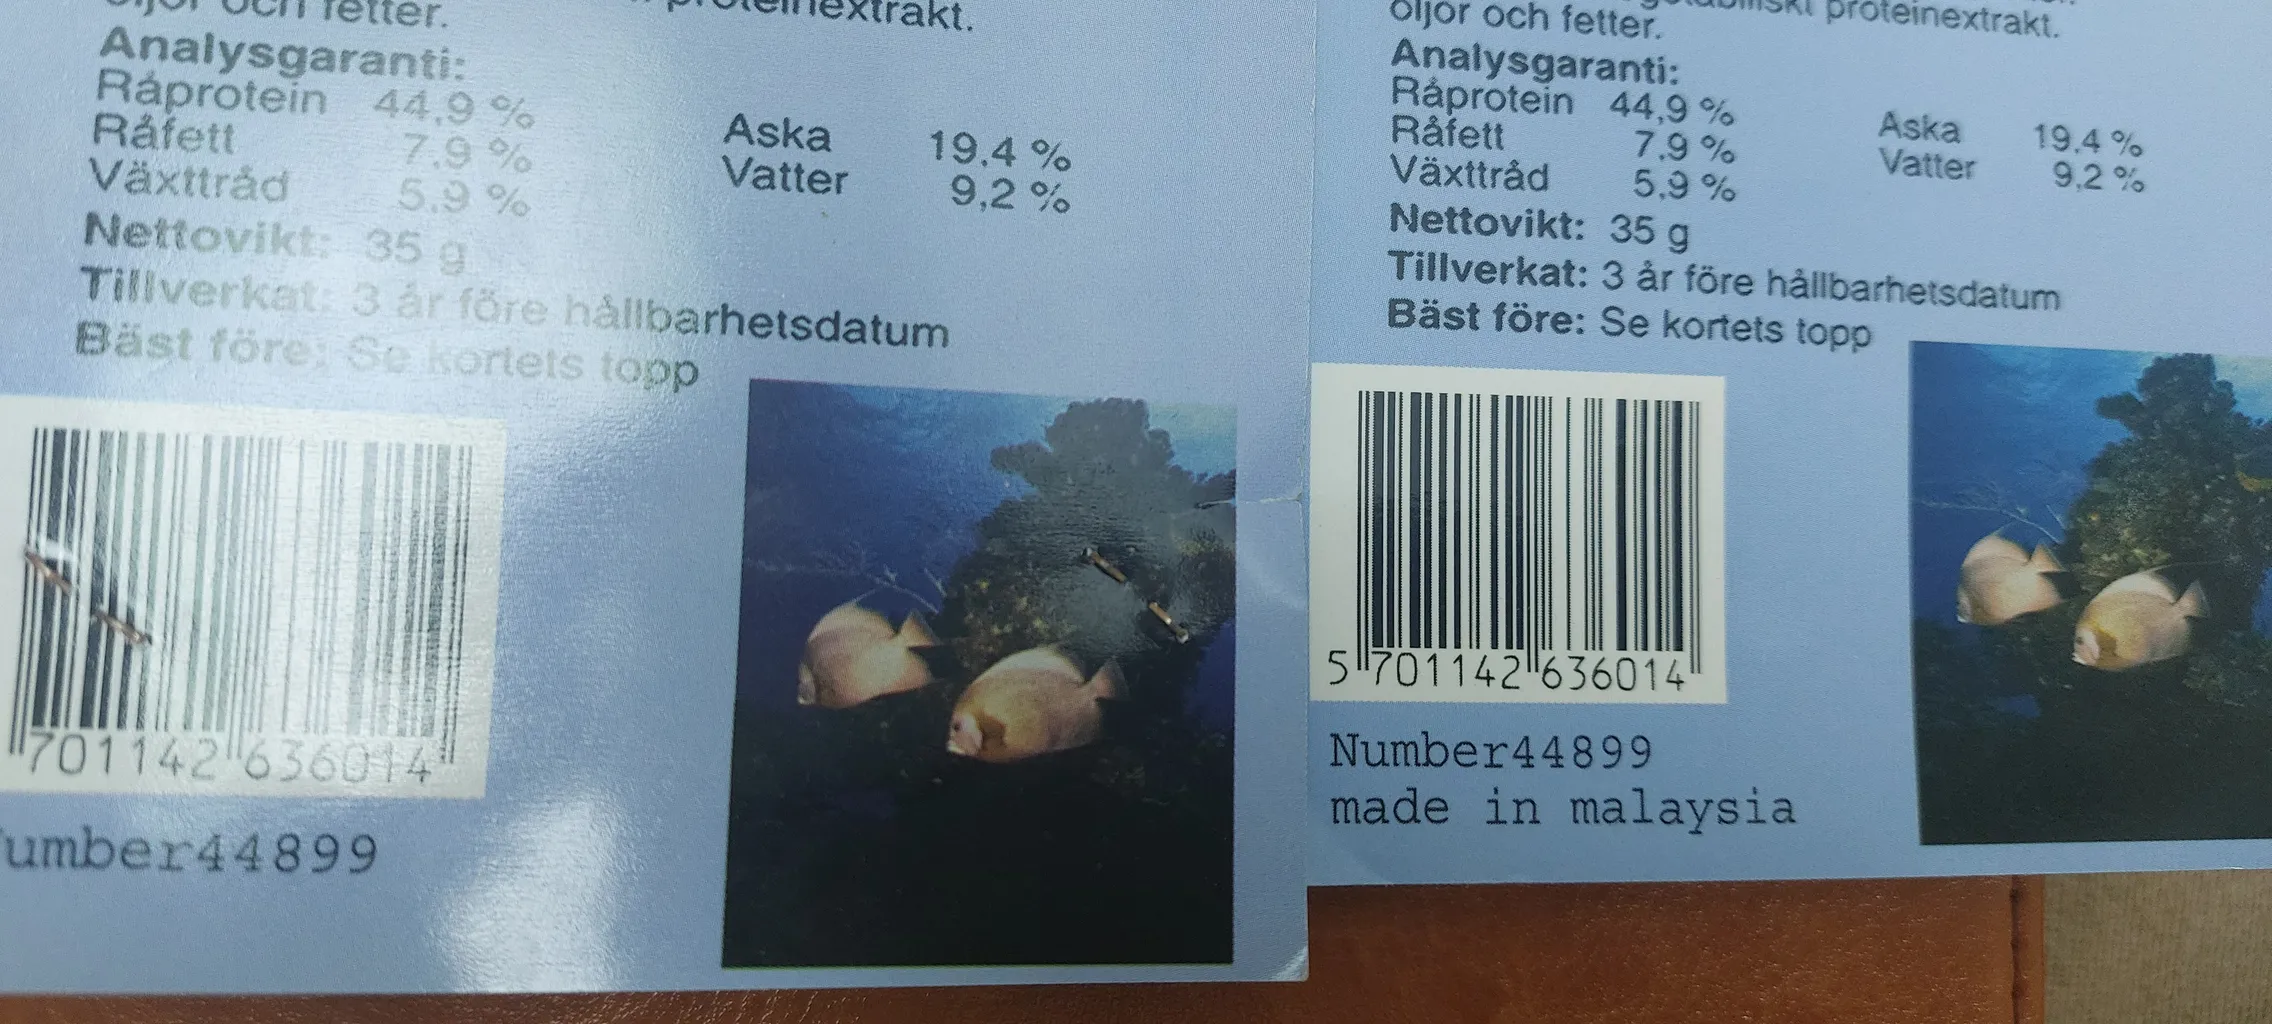 oljor och fetter.
proteinextrakt.
Analysgaranti:
Råprotein 44,9 %
Råfett 7,9 %
Växttråd 5,9 %
Aska 19,4 %
Vatter 9,2 %
Nettovikt: 35 g
Tillverkat: 3 år före hållbarhetsdatum
Bäst före: Se kortets topp
701142 636014
umber44899
proteinextrakt.
oljor och fetter.
Analysgaranti:
Råprotein 44,9 %
Råfett 7,9 %
Växttråd 5,9 %
Aska 19,4 %
Vatter 9,2 %
Nettovikt: 35 g
Tillverkat: 3 år före hållbarhetsdatum
Bäst före: Se kortets topp
5 701142 636014
Number44899
made in malaysia